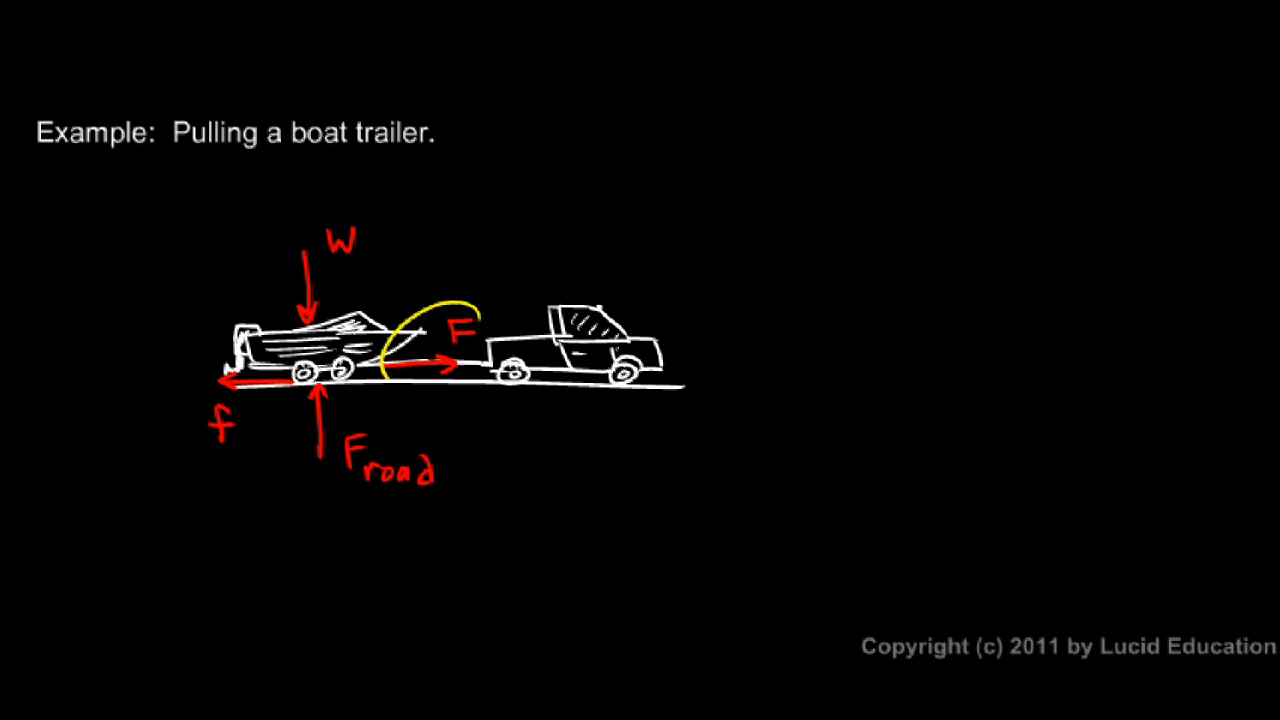 Example: Pulling a boat trailer.
W
F
f
Froad
Copyright (c) 2011 by Lucid Education